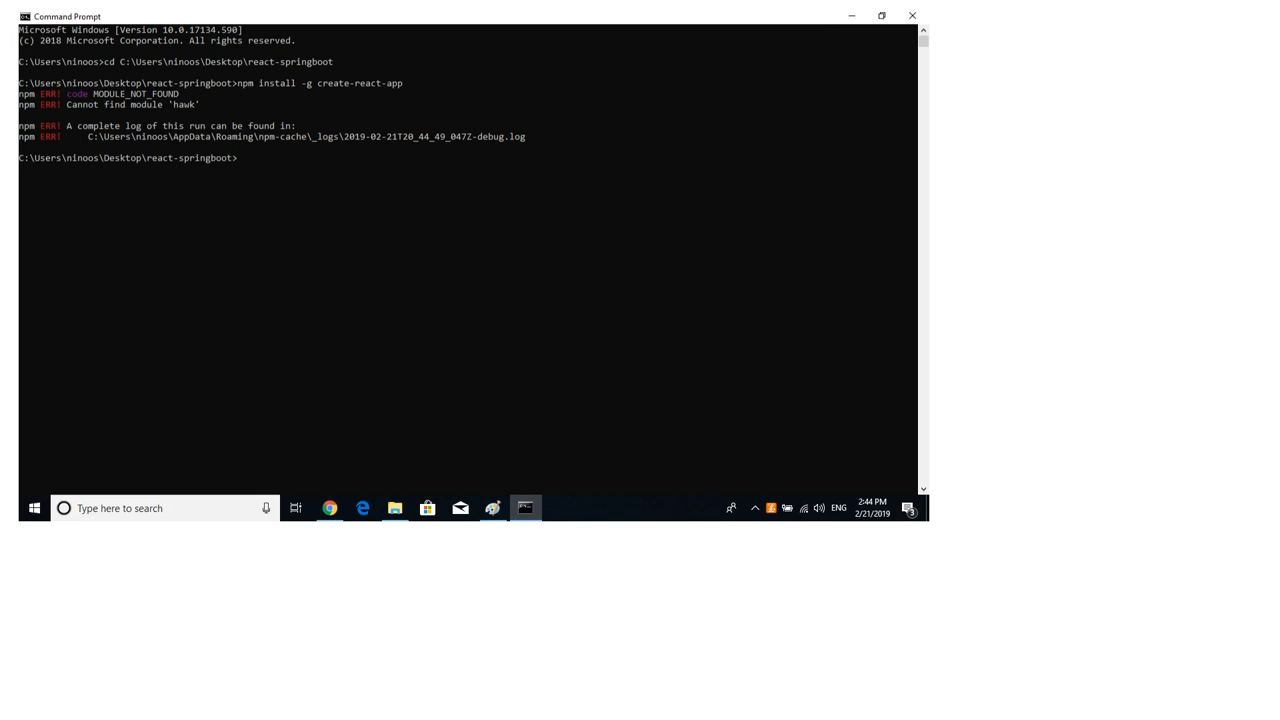 Command Prompt
Microsoft Windows [Version 10.0.17134.590]
(c) 2018 Microsoft Corporation. All rights reserved.
C:\Users\ninoos>cd C:\Users\ninoos\Desktop\react-springboot
C:\Users\ninoos\Desktop\react-springboot>npm install -g create-react-app
npm ERR! code MODULE_NOT_FOUND
npm ERR! Cannot find module 'hawk'
npm ERR! A complete log of this run can be found in:
npm ERR!     C:\Users\ninoos\AppData\Roaming\npm-cache\_logs\2019-02-21T20_44_49_047Z-debug.log
C:\Users\ninoos\Desktop\react-springboot>
Type here to search
ENG
2:44 PM
2/21/2019
3